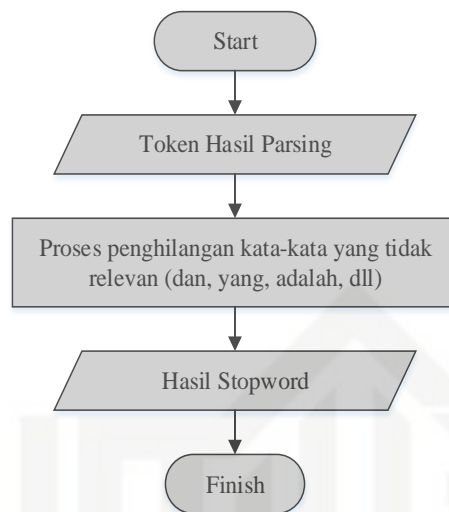 Start
Token Hasil Parsing
Proses penghilangan kata-kata yang tidak
relevan (dan, yang, adalah, dll)
Hasil Stopword
Finish